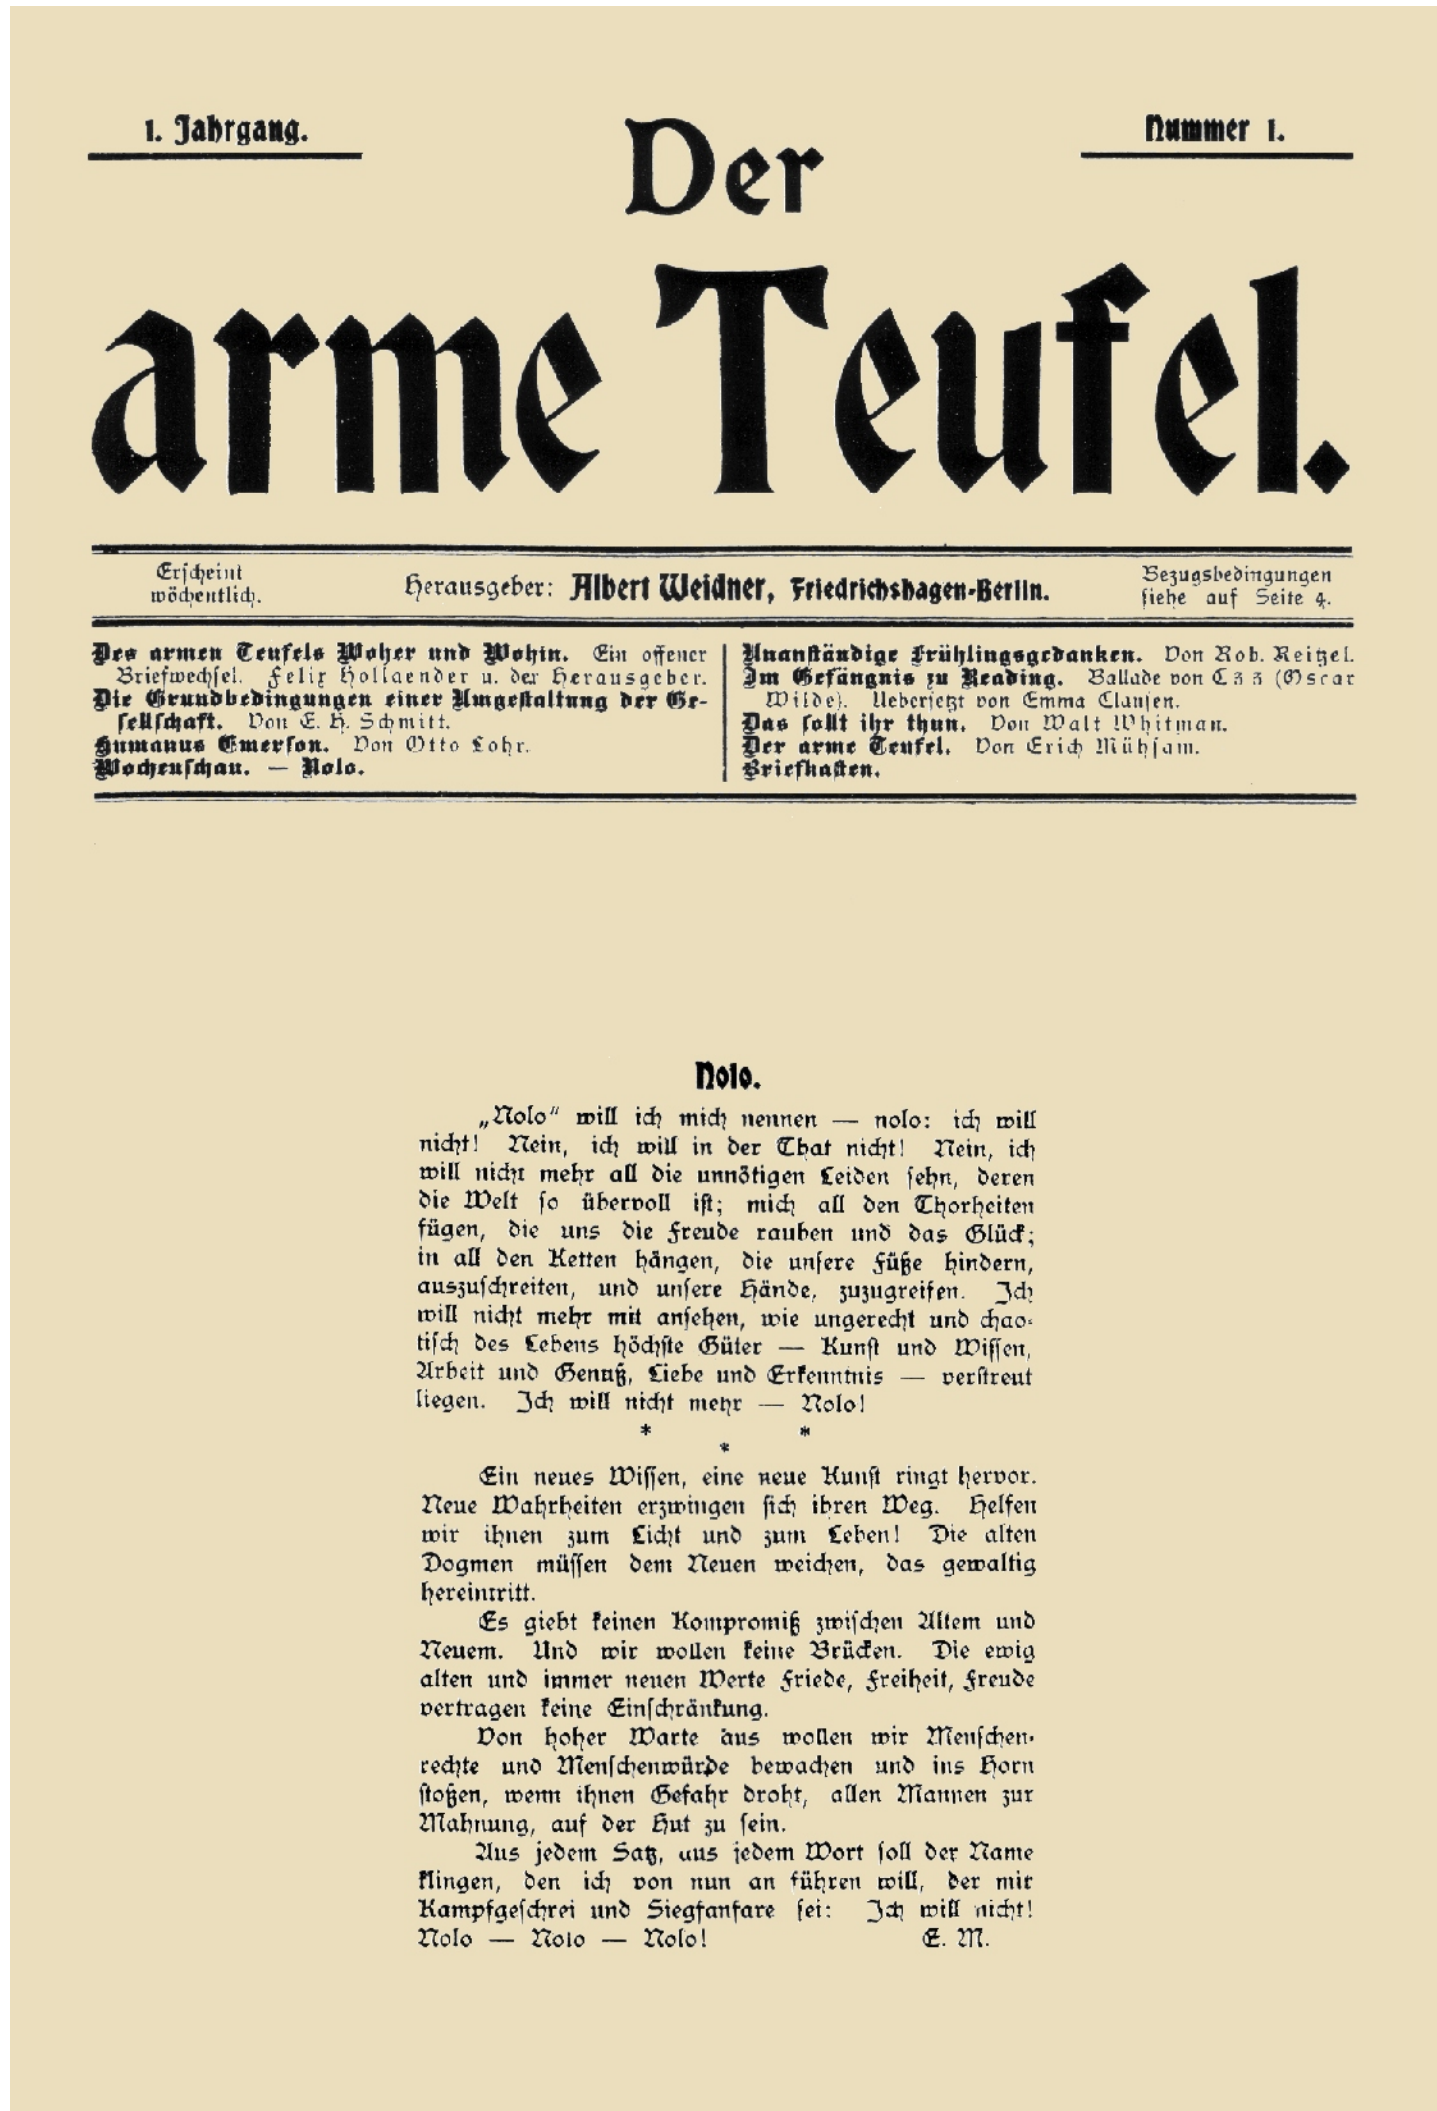 1. Jahrgang.
Nummer 1.
Der
arme Teufel.
Erscheint
wöchentlich.
Herausgeber: Albert Weidner, Friedrichshagen-Berlin.
Bezugsbedingungen
siehe auf Seite 4.
Des armen Teufels Woher und Wohin. Ein offener
Briefwechsel. Felix Hollaender u. der Herausgeber.
Die Grundbedingungen einer Umgestaltung der Ge-
sellschaft. Von E. H. Schmitt.
Humanus Emerson. Von Otto Lohr.
Wochenschau. — Nolo.
Unanständige Frühlingsgedanken. Von Rob. Reitzel.
Im Gefängnis zu Reading. Ballade von C 3 3 (Oscar
Wilde). Uebersetzt von Emma Clausen.
Das sollt ihr thun. Von Walt Whitman.
Der arme Teufel. Von Erich Mühsam.
Briefkasten.
Nolo.
„Nolo“ will ich mich nennen — nolo: ich will
nicht! Nein, ich will in der That nicht! Nein, ich
will nicht mehr all die unnötigen Leiden sehn, deren
die Welt so übervoll ist; mich all den Thorheiten
fügen, die uns die Freude rauben und das Glück;
in all den Ketten hängen, die unsere Füße hindern,
auszuschreiten, und unsere Hände, zuzugreifen. Ich
will nicht mehr mit ansehen, wie ungerecht und chao-
tisch des Lebens höchste Güter — Kunst und Wissen,
Arbeit und Genuß, Liebe und Erkenntnis — verstreut
liegen. Ich will nicht mehr — Nolo!
* * *
Ein neues Wissen, eine neue Kunst ringt hervor.
Neue Wahrheiten erzwingen sich ihren Weg. Helfen
wir ihnen zum Licht und zum Leben! Die alten
Dogmen müssen dem Neuen weichen, das gewaltig
hereintritt.
Es giebt keinen Kompromiß zwischen Altem und
Neuem. Und wir wollen keine Brücken. Die ewig
alten und immer neuen Werte Friede, Freiheit, Freude
vertragen keine Einschränkung.
Von hoher Warte aus wollen wir Menschen-
rechte und Menschenwürde bewachen und ins Horn
stoßen, wenn ihnen Gefahr droht, allen Mannen zur
Mahnung, auf der Hut zu sein.
Aus jedem Satz, aus jedem Wort soll der Name
klingen, den ich von nun an führen will, der mir
Kampfgeschrei und Siegfanfare sei: Ich will nicht!
Nolo — Nolo — Nolo! E. M.